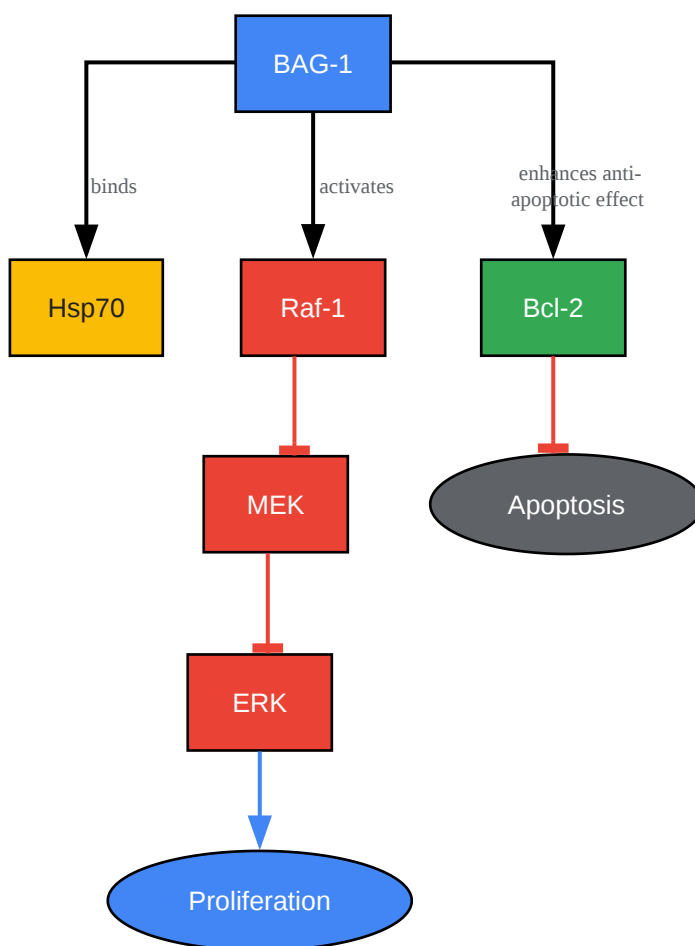 BAG-1
binds
activates
enhances anti-
apoptotic effect
Hsp70
Raf-1
Bcl-2
MEK
Apoptosis
ERK
Proliferation